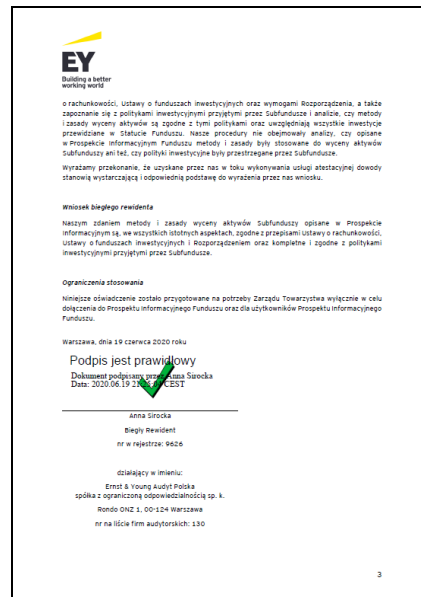 EY
Building a better
working world
o rachunkowości, Ustawy o funduszach inwestycyjnych oraz wymogami Rozporządzenia, a także
zapoznanie się z politykami inwestycyjnymi przyjętymi przez Subfundusze i analizie, czy metody
i zasady wyceny aktywów są zgodne z tymi politykami oraz uwzględniają wszystkie inwestycje
przewidziane w Statucie Funduszu. Nasze procedury nie obejmowały analizy, czy opisane
w Prospekcie Informacyjnym Funduszu metody i zasady były stosowane do wyceny aktywów
Subfunduszy ani też, czy polityki inwestycyjne były przestrzegane przez Subfundusze.
Wyrażamy przekonanie, że uzyskane przez nas w toku wykonywania usługi atestacyjnej dowody
stanowią wystarczającą i odpowiednią podstawę do wyrażenia przez nas wniosku.
Wniosek biegłego rewidenta
Naszym zdaniem metody i zasady wyceny aktywów Subfunduszy opisane w Prospekcie
Informacyjnym są, we wszystkich istotnych aspektach, zgodne z przepisami Ustawy o rachunkowości,
Ustawy o funduszach inwestycyjnych i Rozporządzeniem oraz kompletne i zgodne z politykami
inwestycyjnymi przyjętymi przez Subfundusze.
Ograniczenia stosowania
Niniejsze oświadczenie zostało przygotowane na potrzeby Zarządu Towarzystwa wyłącznie w celu
dołączenia do Prospektu Informacyjnego Funduszu oraz dla użytkowników Prospektu Informacyjnego
Funduszu.
Warszawa, dnia 19 czerwca 2020 roku
Podpis jest prawidłowy
Dokument podpisany przez Anna Sirocka
Data: 2020.06.19 CEST
Anna Sirocka
Biegły Rewident
nr w rejestrze: 9626
działający w imieniu:
Ernst & Young Audyt Polska
spółka z ograniczoną odpowiedzialnością sp. k.
Rondo ONZ 1, 00-124 Warszawa
nr na liście firm audytorskich: 130
3